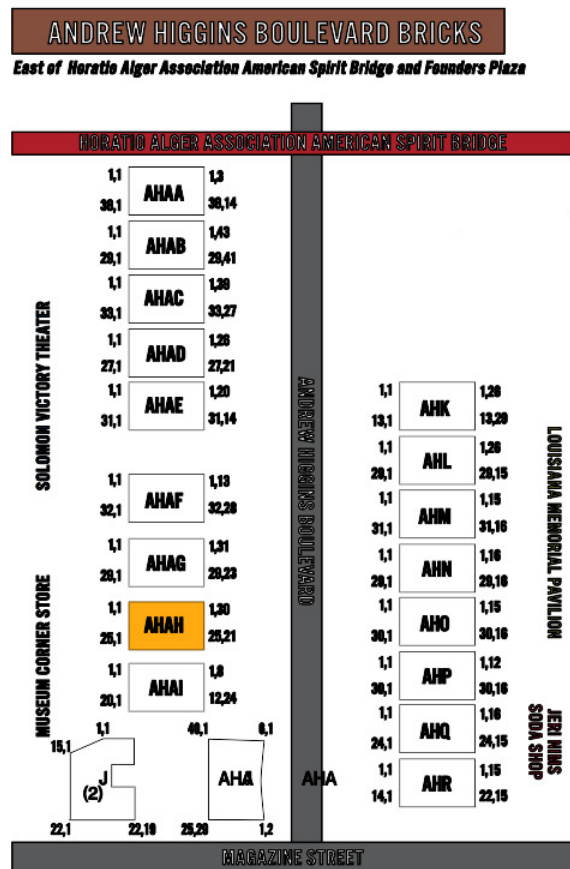 ANDREW HIGGINS BOULEVARD BRICKS
East of Horatio Alger Association American Spirit Bridge and Founders Plaza
HORATIO ALGER ASSOCIATION AMERICAN SPIRIT BRIDGE
1,1 1,3
AHAA
38,1 38,14
1,1 1,43
AHAB
29,1 29,41
1,1 1,39
AHAC
33,1 33,27
1,1 1,26
AHAD
27,1 27,21
1,1 1,20
AHAE
31,1 31,14
1,1 1,13
AHAF
32,1 32,28
1,1 1,31
AHAG
29,1 29,23
1,1 1,30
AHAH
25,1 25,21
1,1 1,8
AHAI
20,1 12,24
SOLOMON VICTORY THEATER
MUSEUM CORNER STORE
1,1
15,1
J
(2)
22,1 22,19
40,1 6,1
AHA
25,29 1,2
ANDREW HIGGINS BOULEVARD
AHA
1,1 1,26
AHK
13,1 13,29
1,1 1,26
AHL
29,1 29,15
1,1 1,15
AHM
31,1 31,16
1,1 1,16
AHN
29,1 29,16
1,1 1,15
AHO
30,1 30,16
1,1 1,12
AHP
30,1 30,16
1,1 1,16
AHQ
24,1 24,15
1,1 1,15
AHR
14,1 22,15
LOUISIANA MEMORIAL PAVILION
JERI NIMS
SODA SHOP
MAGAZINE STREET